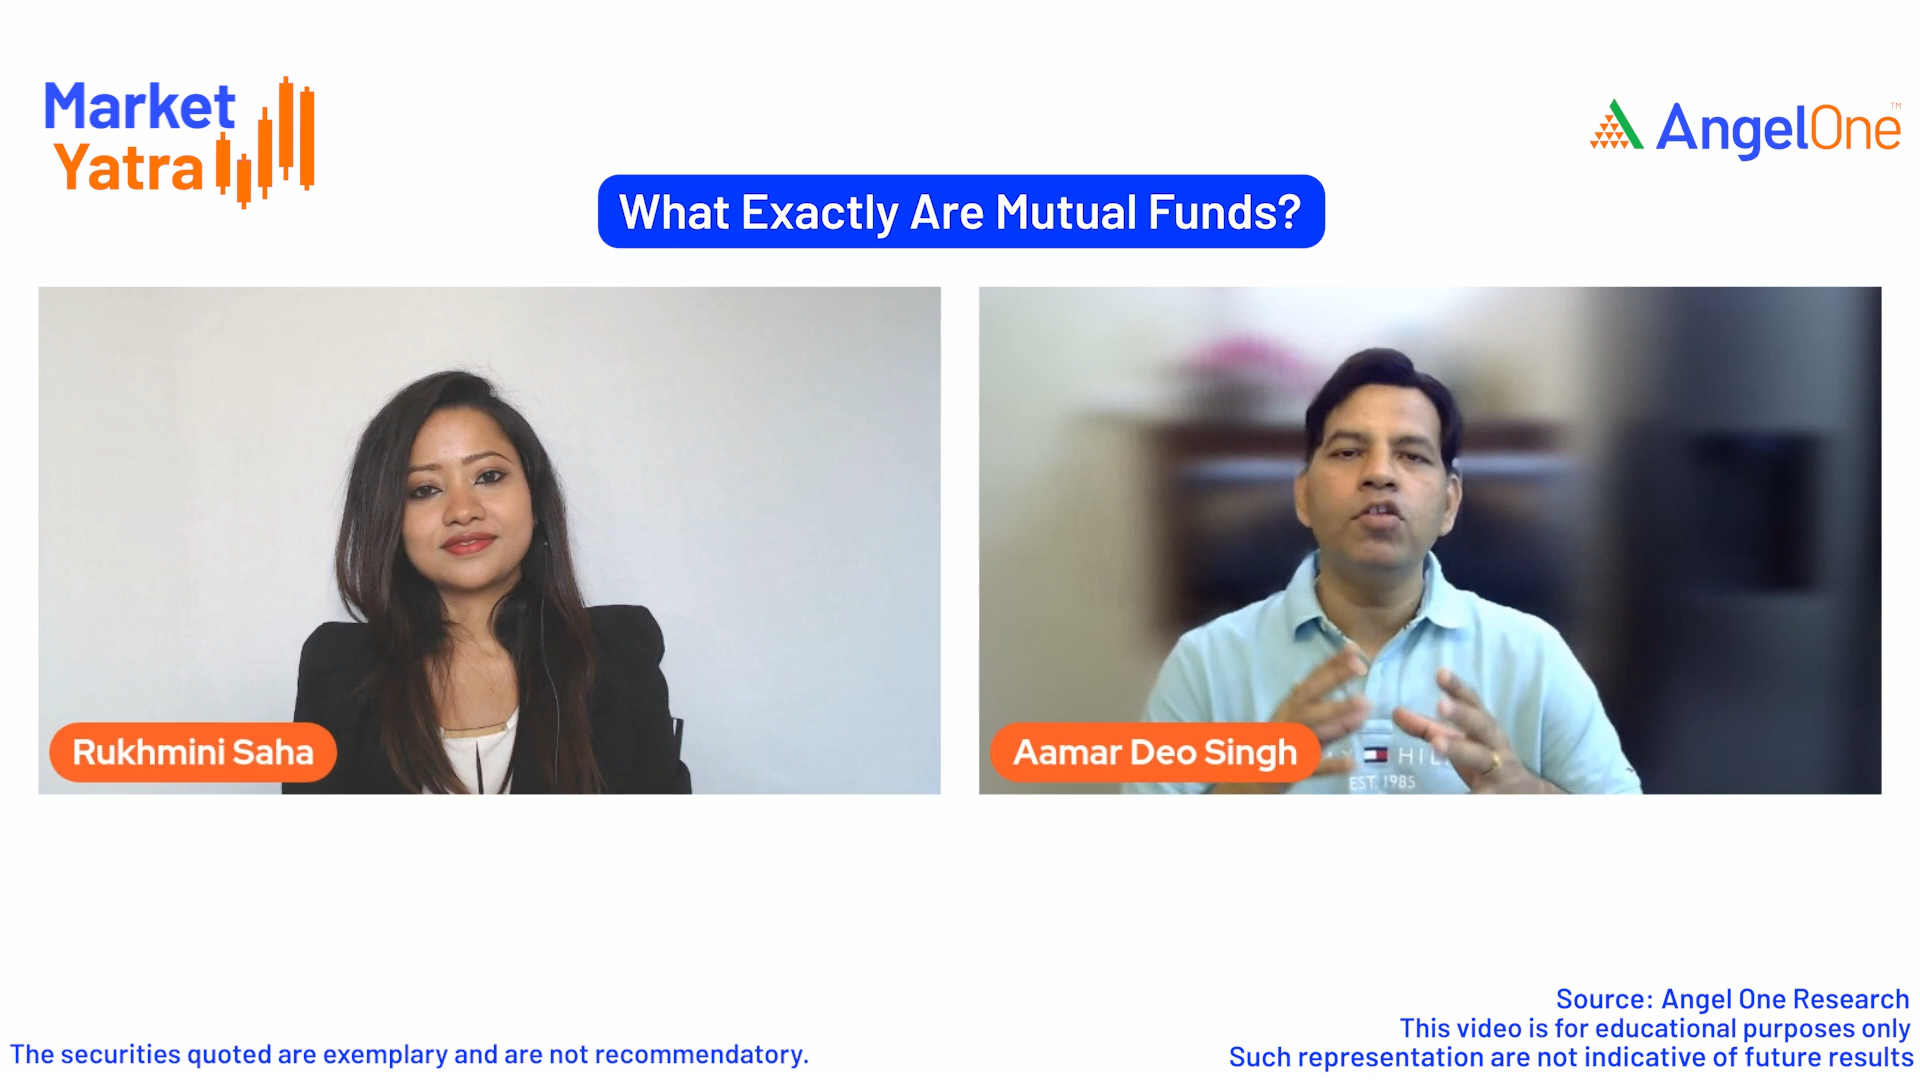 Market
Yatra
AngelOne
TM
What Exactly Are Mutual Funds?
Rukhmini Saha
Aamar Deo Singh
HIL
EST. 1985
Source: Angel One Research
This video is for educational purposes only
The securities quoted are exemplary and are not recommendatory.
Such representation are not indicative of future results